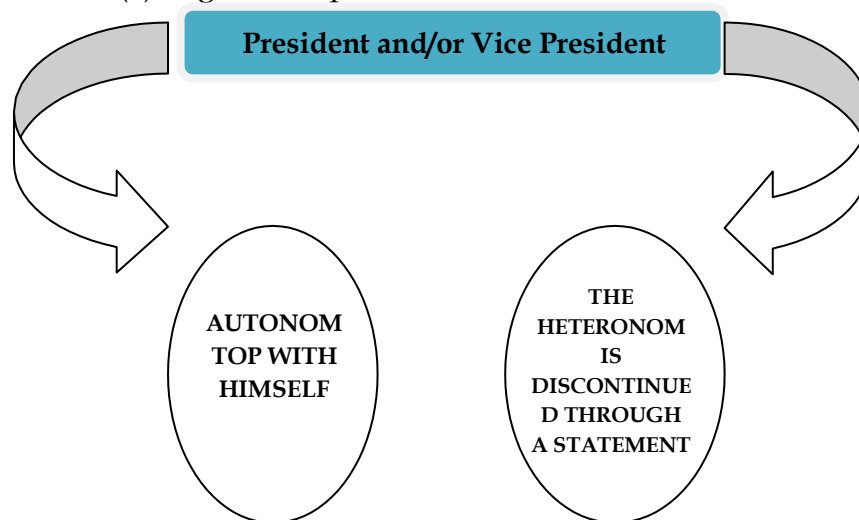 President and/or Vice President
AUTONOM
TOP WITH
HIMSELF
THE
HETERONOM
IS
DISCONTINUE
D THROUGH
A STATEMENT